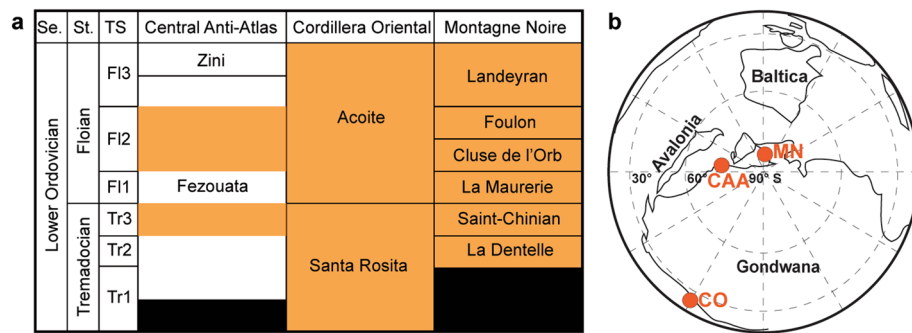 a
Se. St. TS Central Anti-Atlas Cordillera Oriental Montagne Noire
Lower Ordovician
Floian
Tremadocian
Fl3
Fl2
Fl1
Tr3
Tr2
Tr1
Zini
Fezouata
Acoite
Santa Rosita
Landeyran
Foulon
Cluse de l'Orb
La Maurerie
Saint-Chinian
La Dentelle
b
Baltica
Avalonia
MN
30° 60° 90° S
CAA
Gondwana
CO